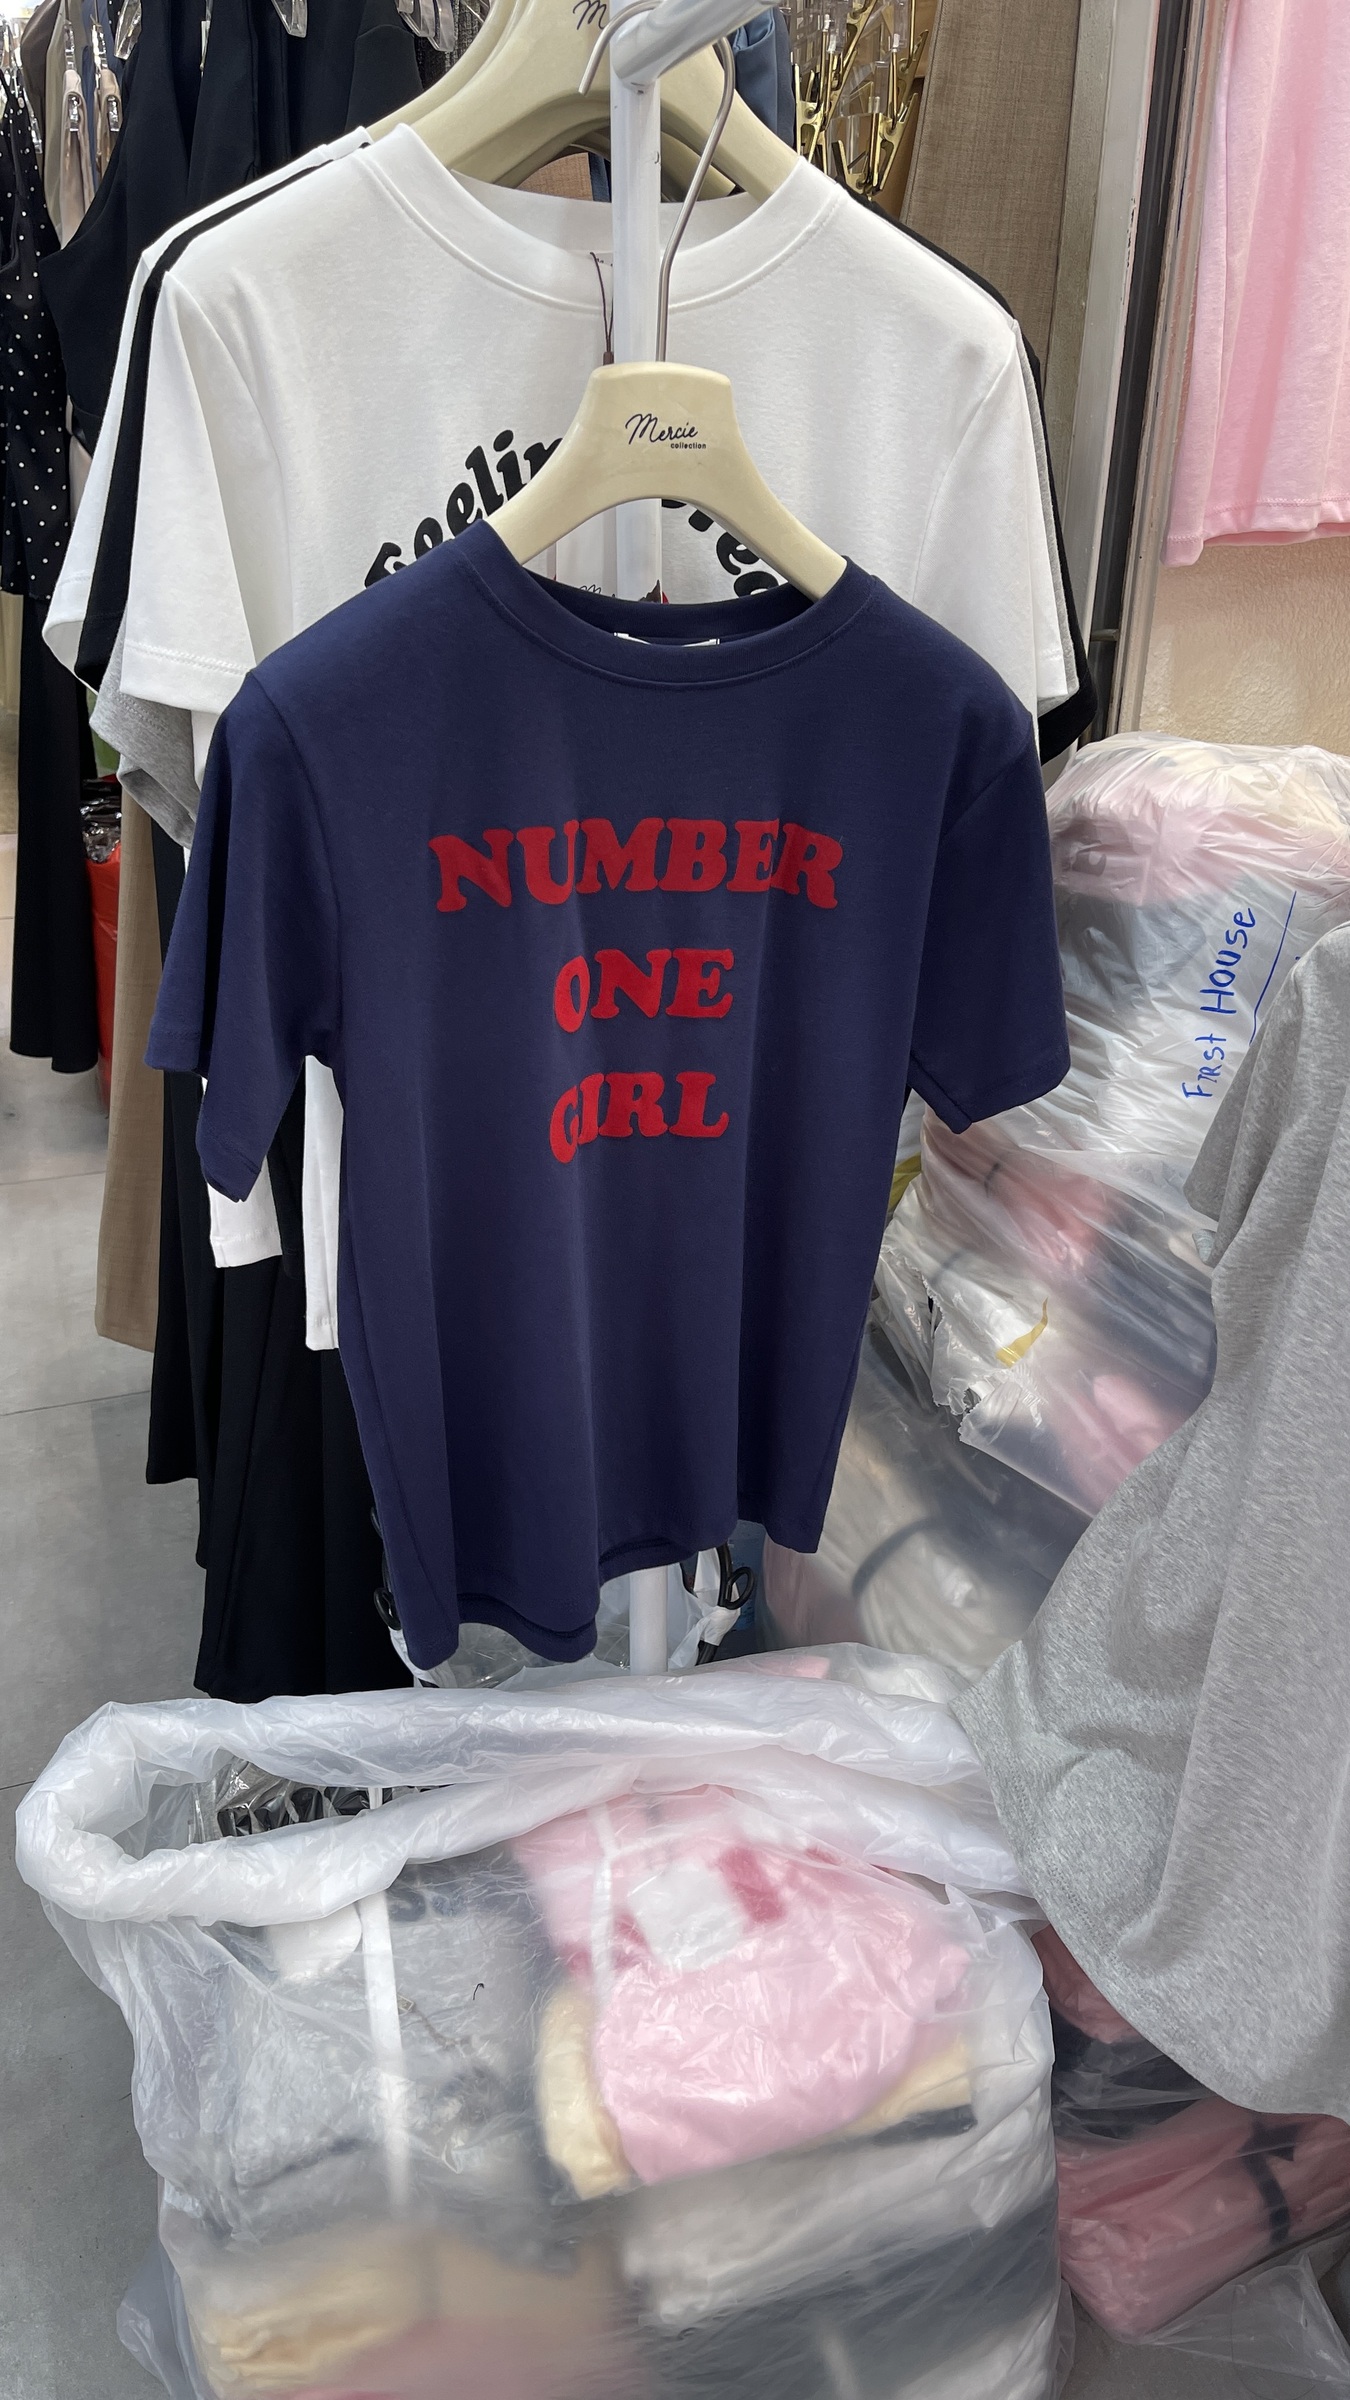 Mercie
collection
NUMBER
ONE
GIRL
First House